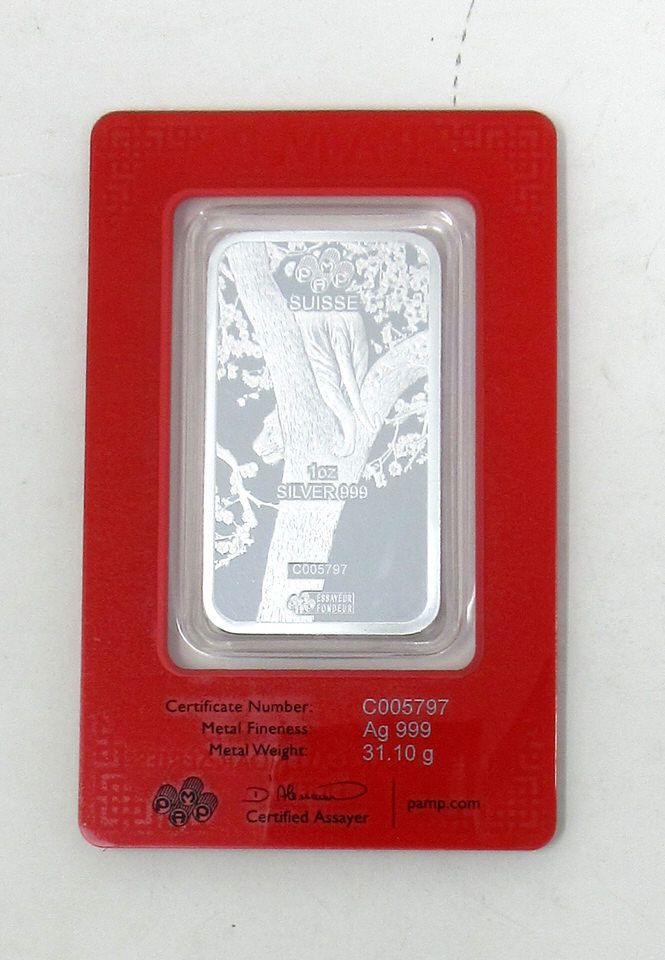 PAMP
SUISSE
1oz
SILVER 999
C005797
PAMP ESSAYEUR
FONDEUR
Certificate Number: C005797
Metal Fineness: Ag 999
Metal Weight: 31.10 g
PAMP
Certified Assayer
pamp.com